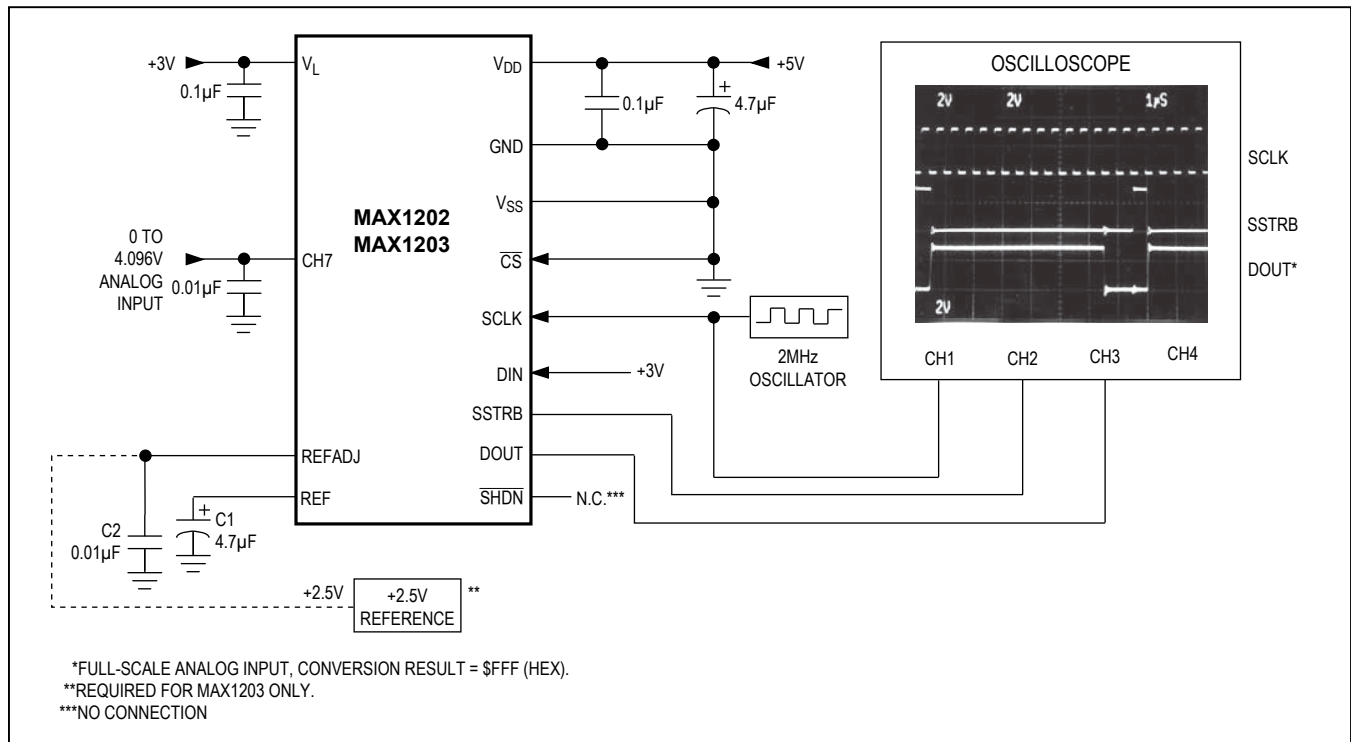 +3V
0.1µF
VL
VDD
+5V
0.1µF
+
4.7µF
GND
VSS
MAX1202
MAX1203
0 TO
4.096V
ANALOG
INPUT
0.01µF
CH7
CS
SCLK
2MHz
OSCILLATOR
DIN
+3V
SSTRB
DOUT
SHDN
N.C.***
REFADJ
REF
C2
0.01µF
+
C1
4.7µF
+2.5V
+2.5V
REFERENCE
**
OSCILLOSCOPE
2V 2V 1µS
SCLK
SSTRB
DOUT*
2V
CH1 CH2 CH3 CH4
*FULL-SCALE ANALOG INPUT, CONVERSION RESULT = $FFF (HEX).
**REQUIRED FOR MAX1203 ONLY.
***NO CONNECTION